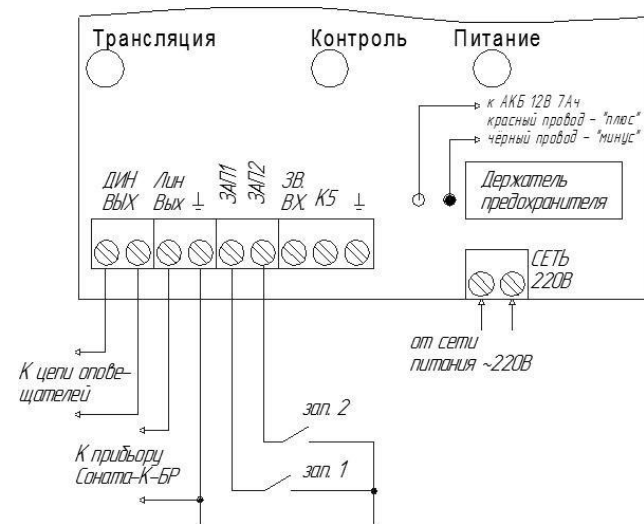 Трансляция Контроль Питание
к АКБ 12В 7Ач
красный провод - "плюс"
чёрный провод - "минус"
ДИН Лин ЗАП1 ЗАП2 ЗВ.
ВЫХ Вых ⊥ ВХ. К5 ⊥
Держатель
предохранителя
СЕТЬ
220В
от сети
питания ~220В
К цепи опове-
щателей
зап. 2
К прибору
Соната-К-БР
зап. 1